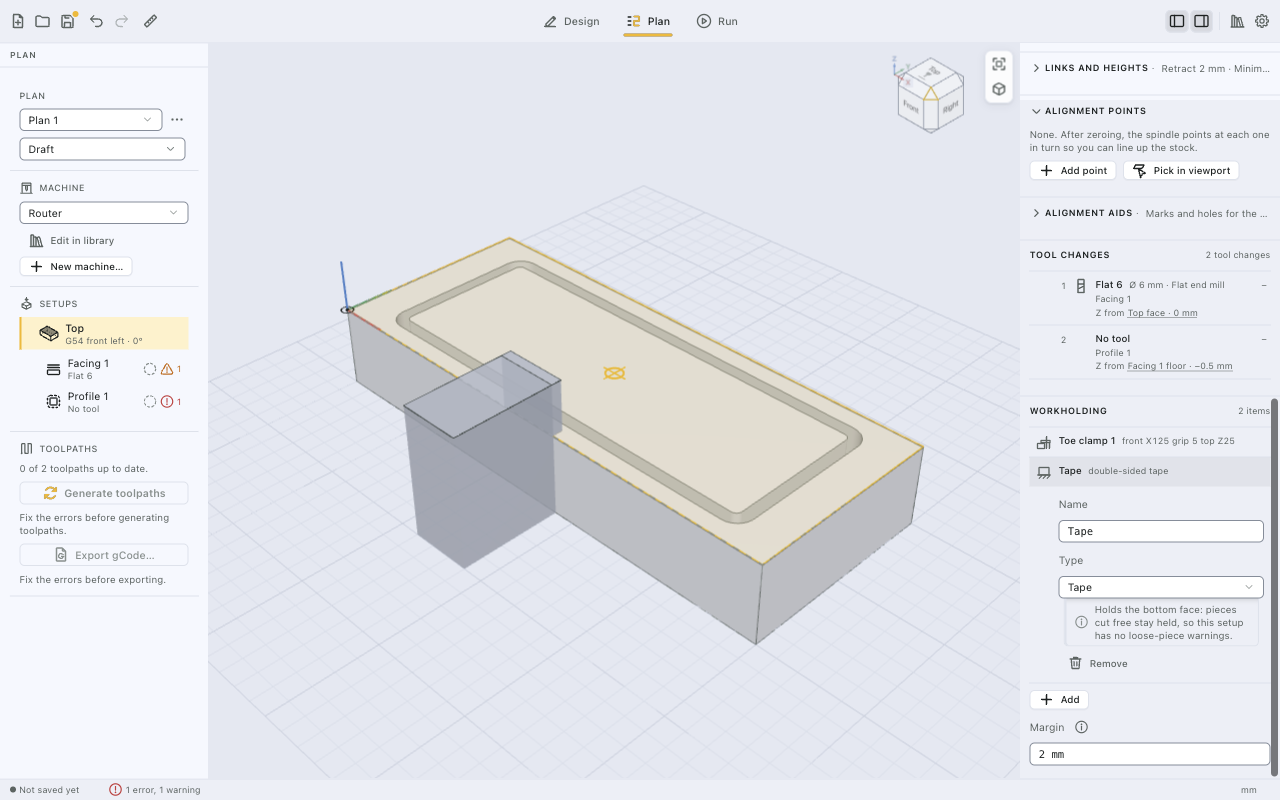 Design
Plan
Run
PLAN
PLAN
Plan 1
Draft
MACHINE
Router
Edit in library
New machine...
SETUPS
Top
G54 front left · 0°
Facing 1
Flat 6
1
Profile 1
No tool
1
TOOLPATHS
0 of 2 toolpaths up to date.
Generate toolpaths
Fix the errors before generating
toolpaths.
Export gCode...
Fix the errors before exporting.
Front
Right
LINKS AND HEIGHTS · Retract 2 mm · Minim...
ALIGNMENT POINTS
None. After zeroing, the spindle points at each one
in turn so you can line up the stock.
Add point
Pick in viewport
ALIGNMENT AIDS · Marks and holes for the ...
TOOL CHANGES
2 tool changes
1 Flat 6 Ø 6 mm · Flat end mill –
Facing 1
Z from Top face · 0 mm
2 No tool –
Profile 1
Z from Facing 1 floor · −0.5 mm
WORKHOLDING
2 items
Toe clamp 1 front X125 grip 5 top Z25
Tape double-sided tape
Name
Tape
Type
Tape
Holds the bottom face: pieces
cut free stay held, so this setup
has no loose-piece warnings.
Remove
Add
Margin
2 mm
Not saved yet
1 error, 1 warning
mm